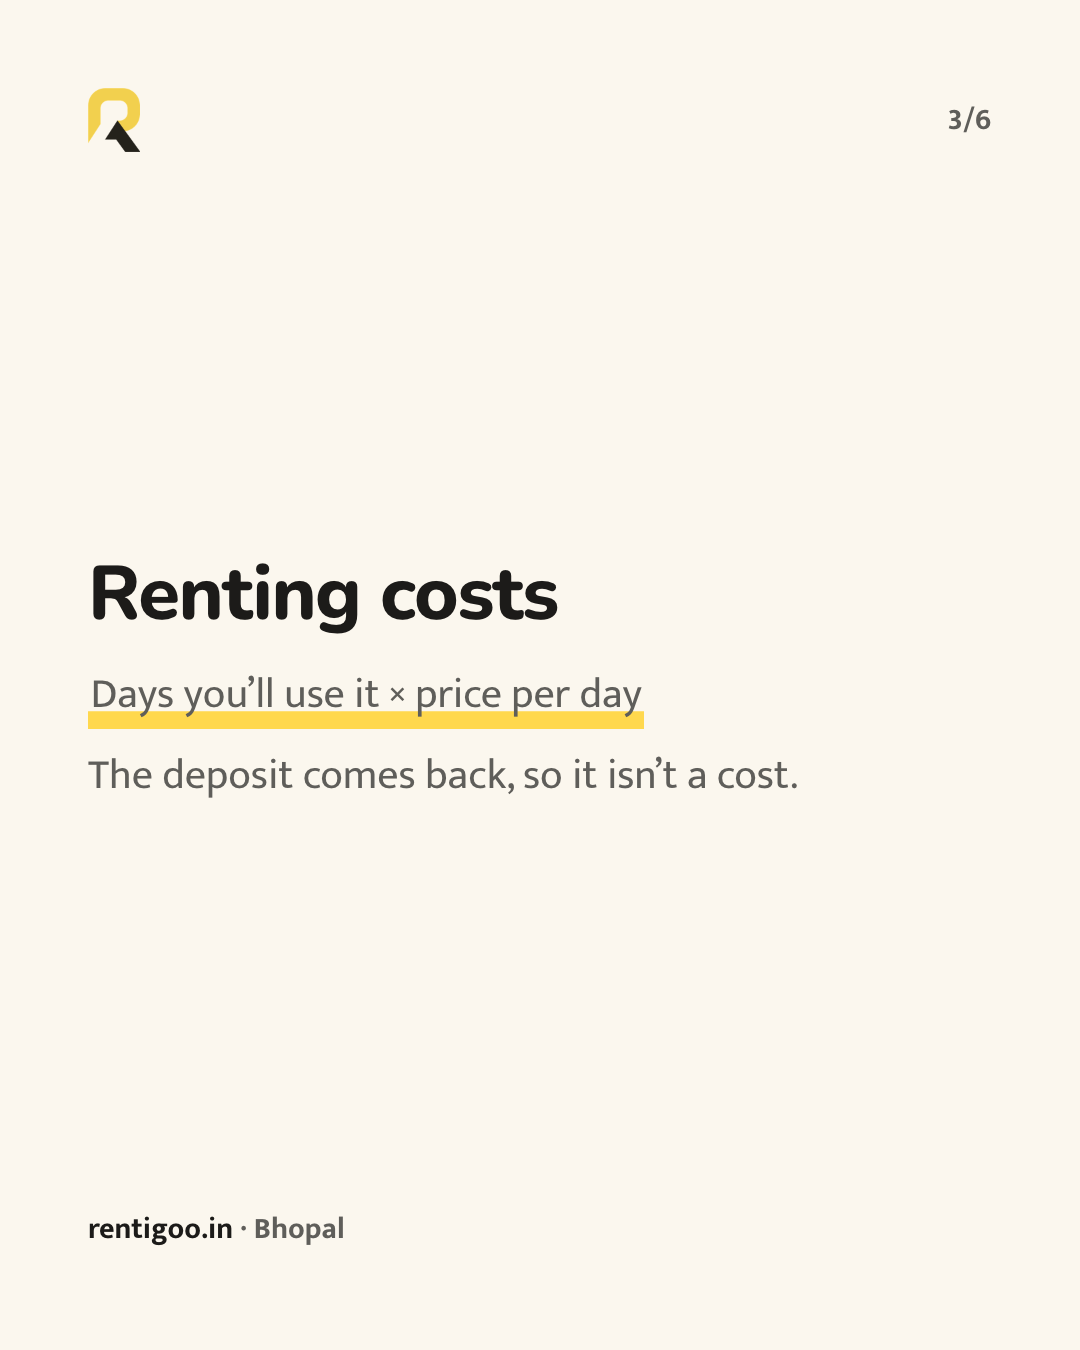 3/6
Renting costs
Days you’ll use it × price per day
The deposit comes back, so it isn’t a cost.
rentigoo.in · Bhopal